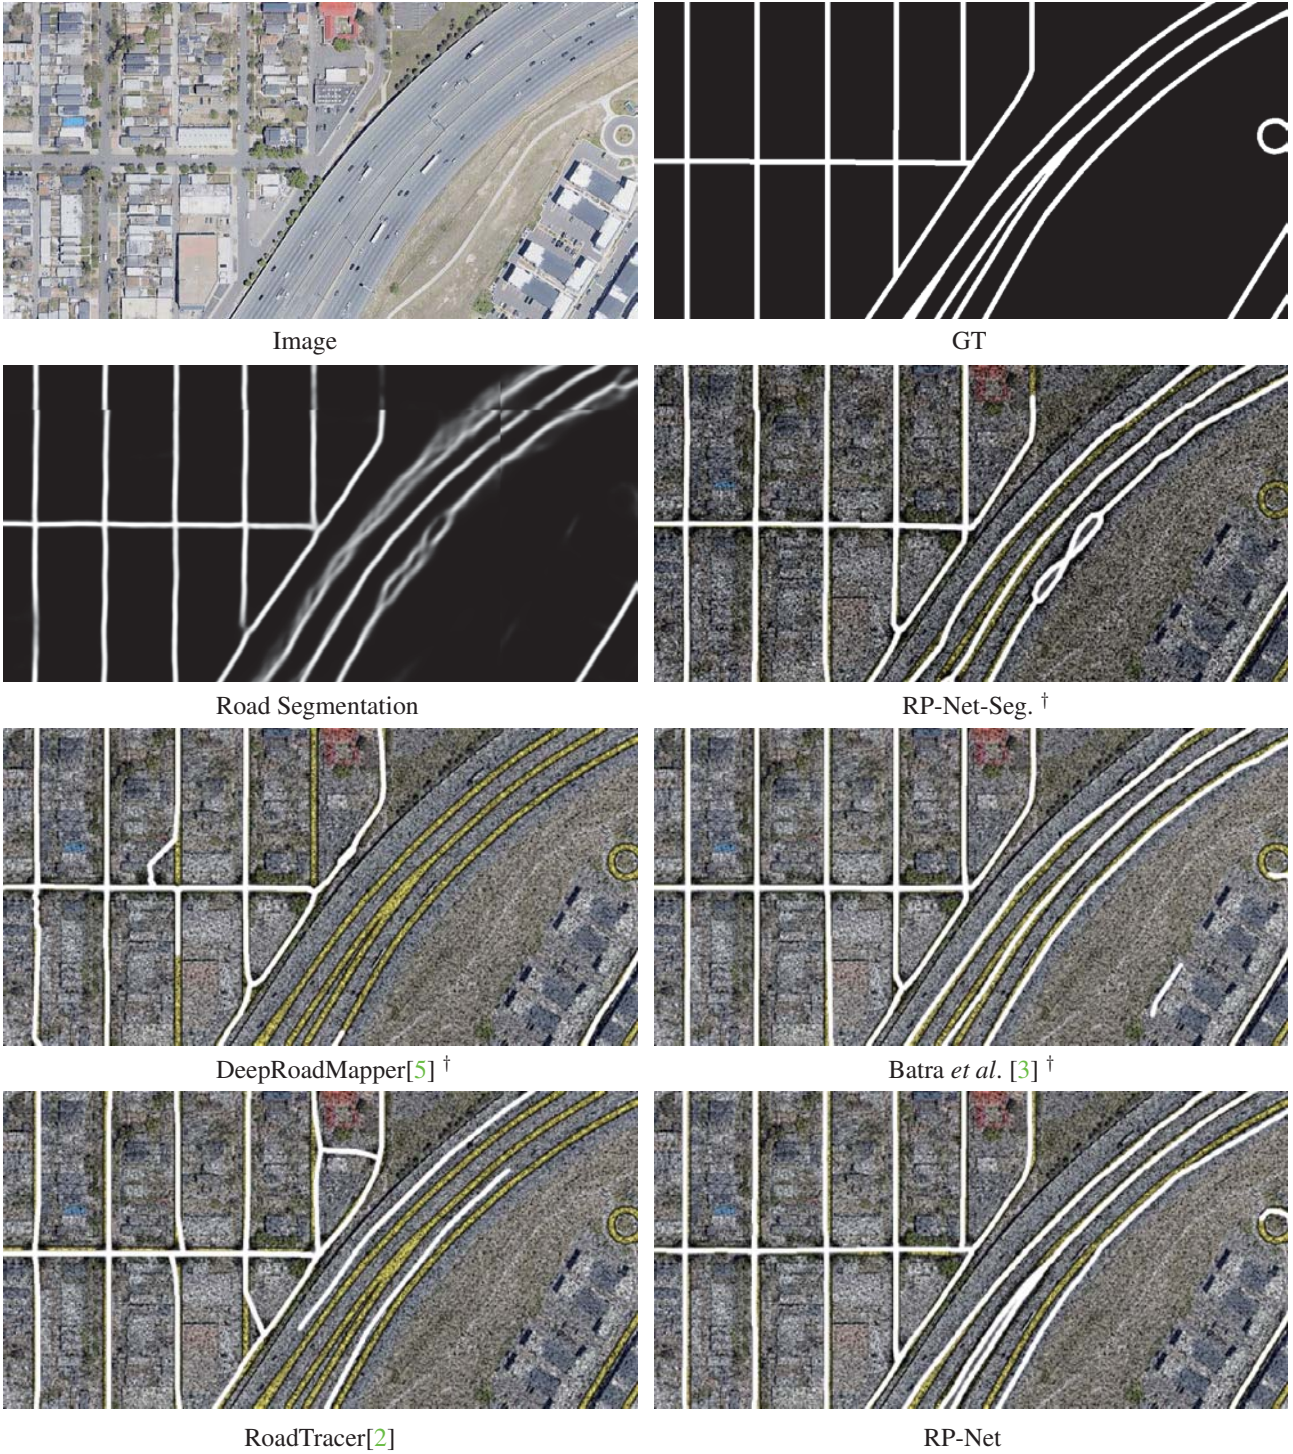 Image
GT
Road Segmentation
RP-Net-Seg. †
DeepRoadMapper[5] †
Batra et al. [3] †
RoadTracer[2]
RP-Net